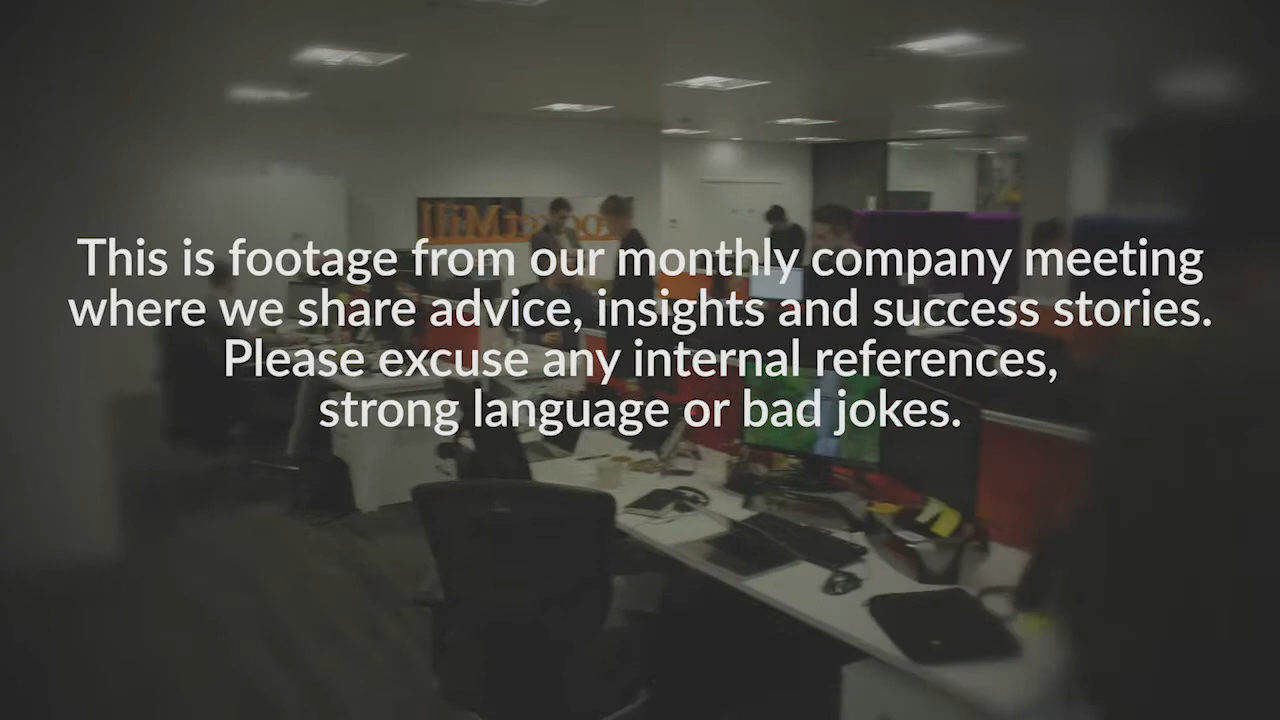 This is footage from our monthly company meeting
where we share advice, insights and success stories.
Please excuse any internal references,
strong language or bad jokes.